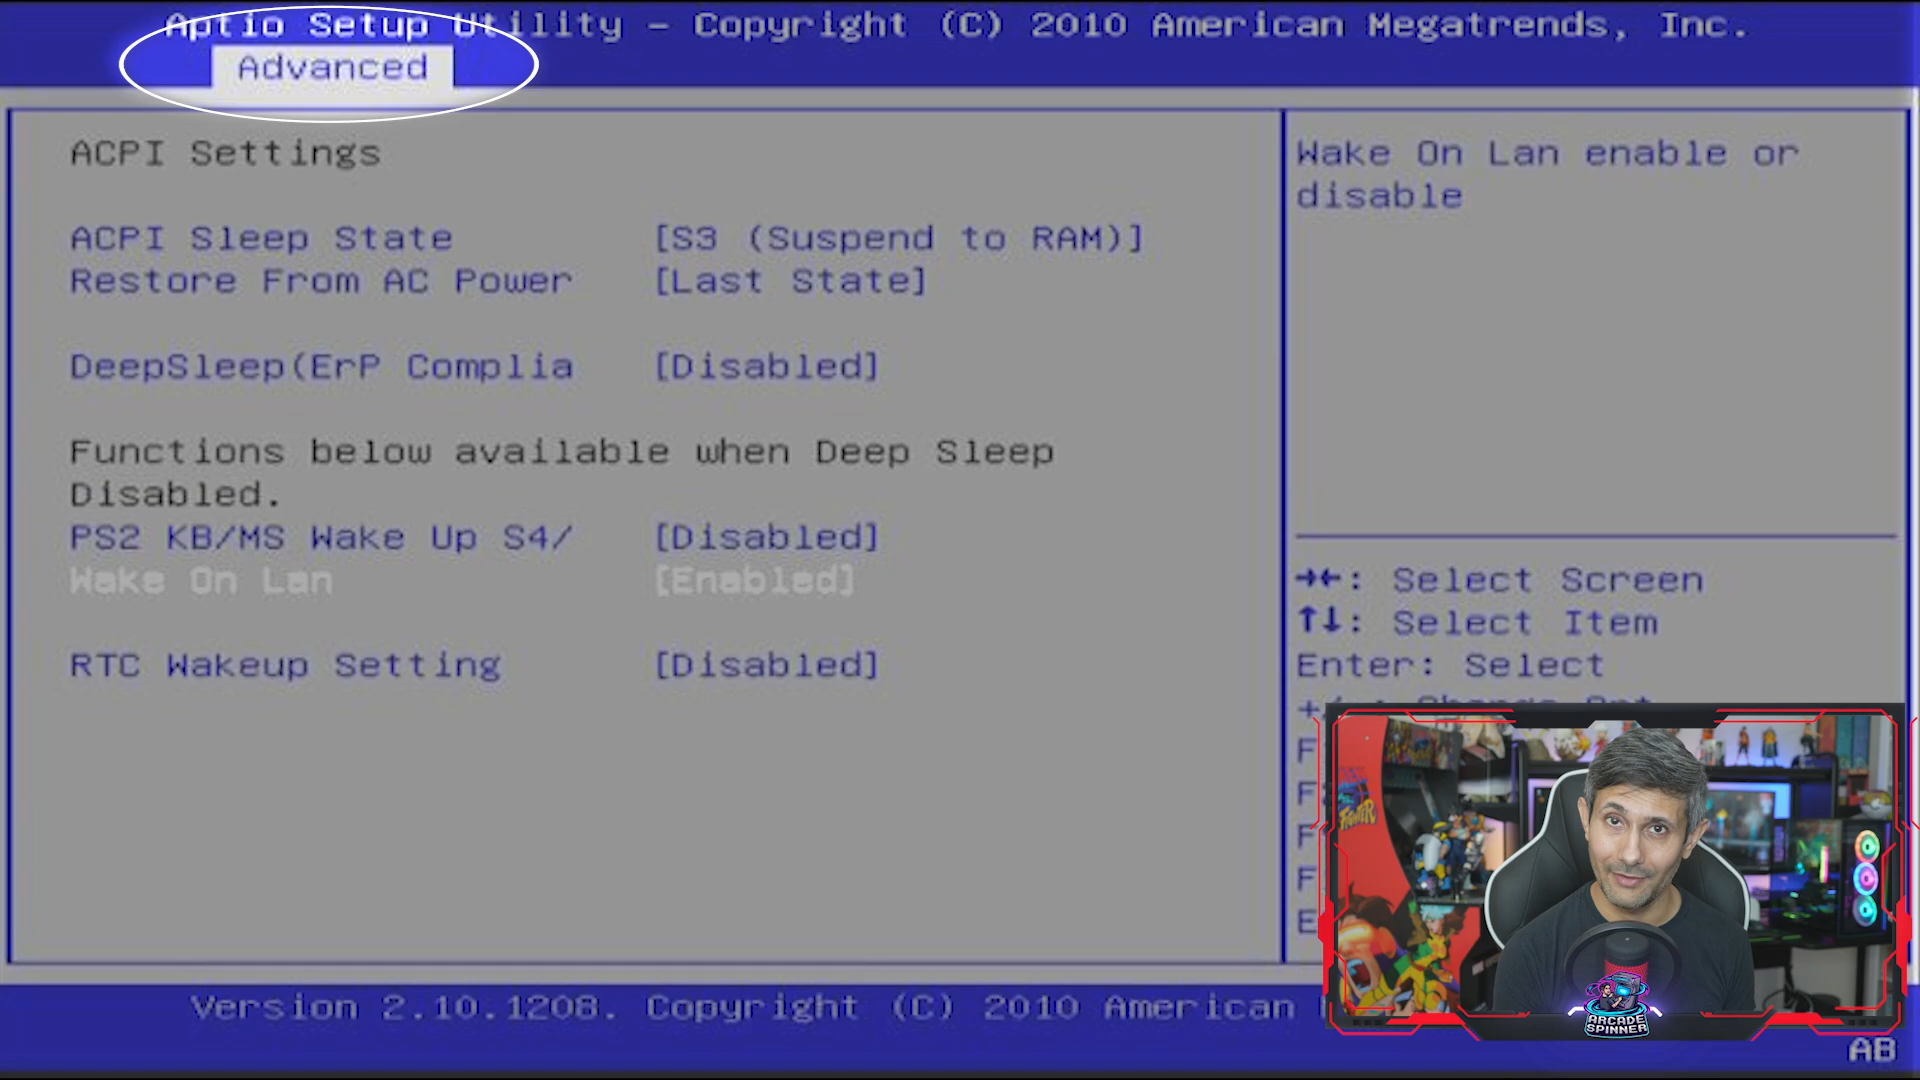 Aptio Setup Utility - Copyright (C) 2010 American Megatrends, Inc.
Advanced
ACPI Settings
ACPI Sleep State [S3 (Suspend to RAM)]
Restore From AC Power [Last State]
DeepSleep(ErP Complia [Disabled]
Functions below available when Deep Sleep
Disabled.
PS2 KB/MS Wake Up S4/ [Disabled]
Wake On Lan [Enabled]
RTC Wakeup Setting [Disabled]
Wake On Lan enable or
disable
→←: Select Screen
↑↓: Select Item
Enter: Select
F
F
F
F
E
Version 2.10.1208. Copyright (C) 2010 American
AB
FIGHTER
ARCADE
SPINNER